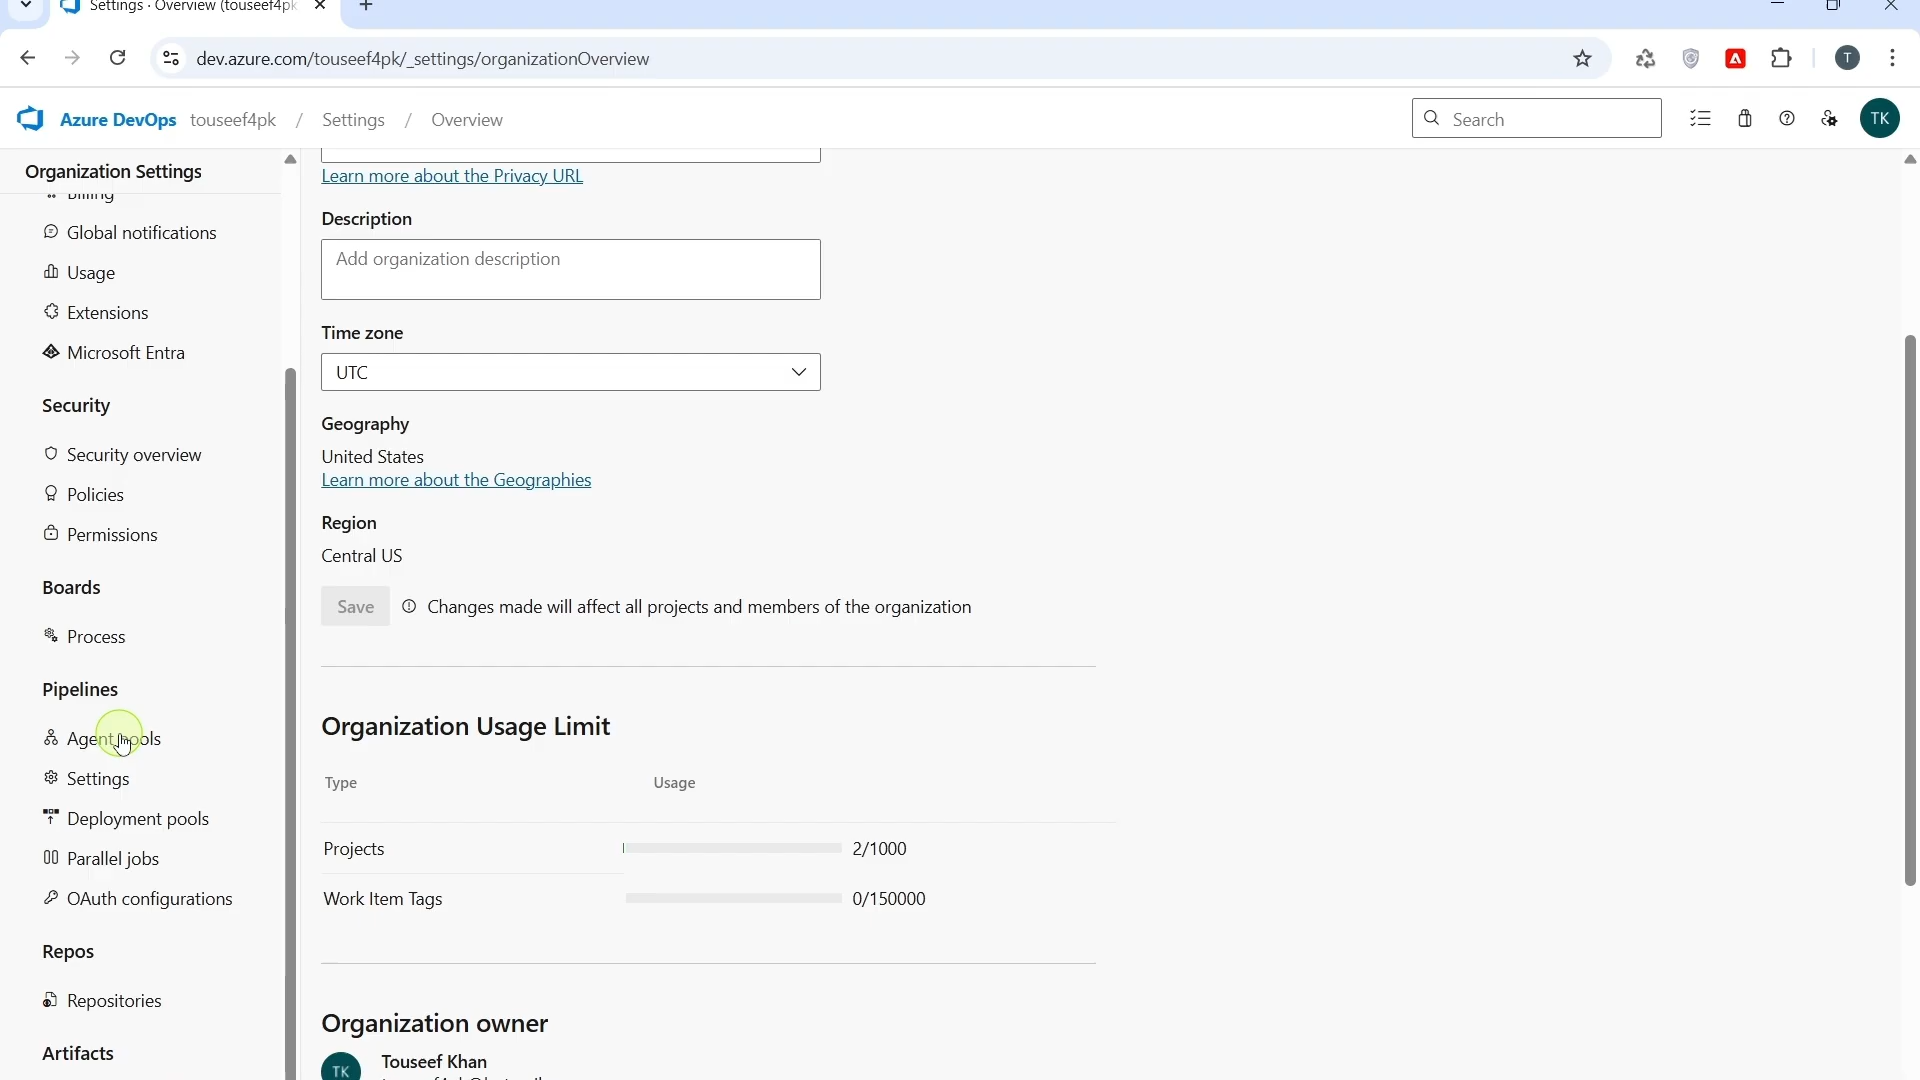 Settings · Overview (touseef4pk
dev.azure.com/touseef4pk/_settings/organizationOverview
T
Azure DevOps touseef4pk / Settings / Overview
Search
TK
Organization Settings
Billing
Global notifications
Usage
Extensions
Microsoft Entra
Security
Security overview
Policies
Permissions
Boards
Process
Pipelines
Agent pools
Settings
Deployment pools
Parallel jobs
OAuth configurations
Repos
Repositories
Artifacts
Learn more about the Privacy URL
Description
Add organization description
Time zone
UTC
Geography
United States
Learn more about the Geographies
Region
Central US
Save Changes made will affect all projects and members of the organization
Organization Usage Limit
Type Usage
Projects 2/1000
Work Item Tags 0/150000
Organization owner
TK Touseef Khan